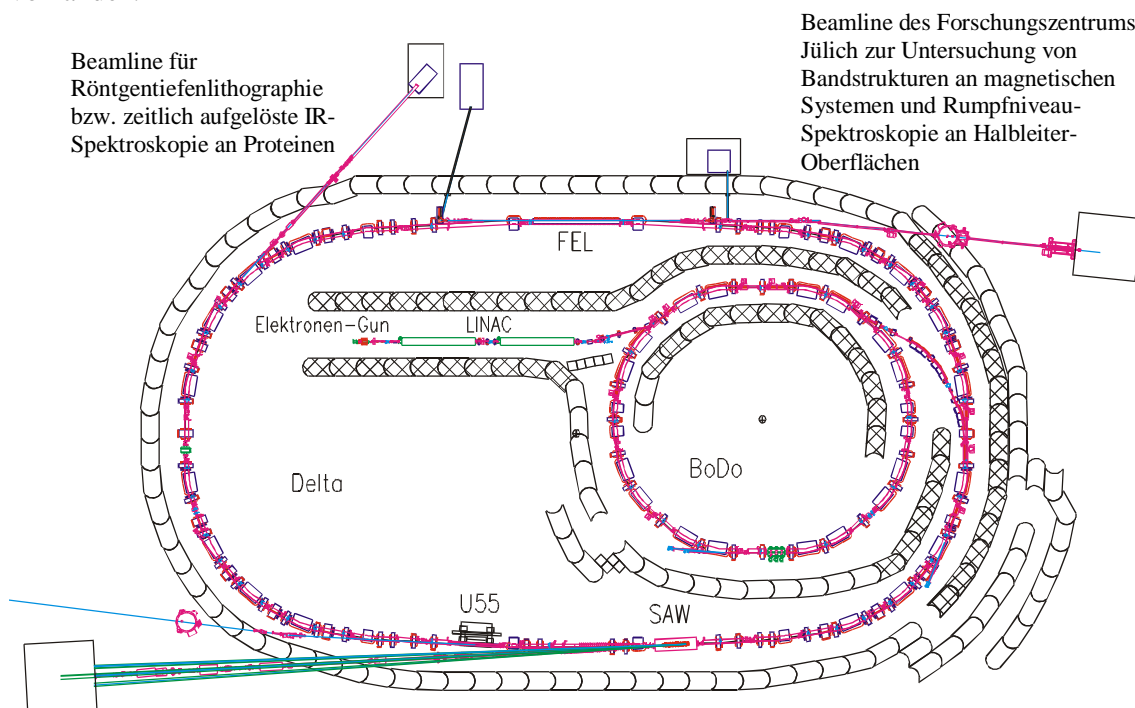 Beamline für
Röntgentiefenlithographie
bzw. zeitlich aufgelöste IR-
Spektroskopie an Proteinen
Beamline des Forschungszentrums
Jülich zur Untersuchung von
Bandstrukturen an magnetischen
Systemen und Rumpfniveau-
Spektroskopie an Halbleiter-
Oberflächen
FEL
Elektronen-Gun
LINAC
Delta
BoDo
U55
SAW